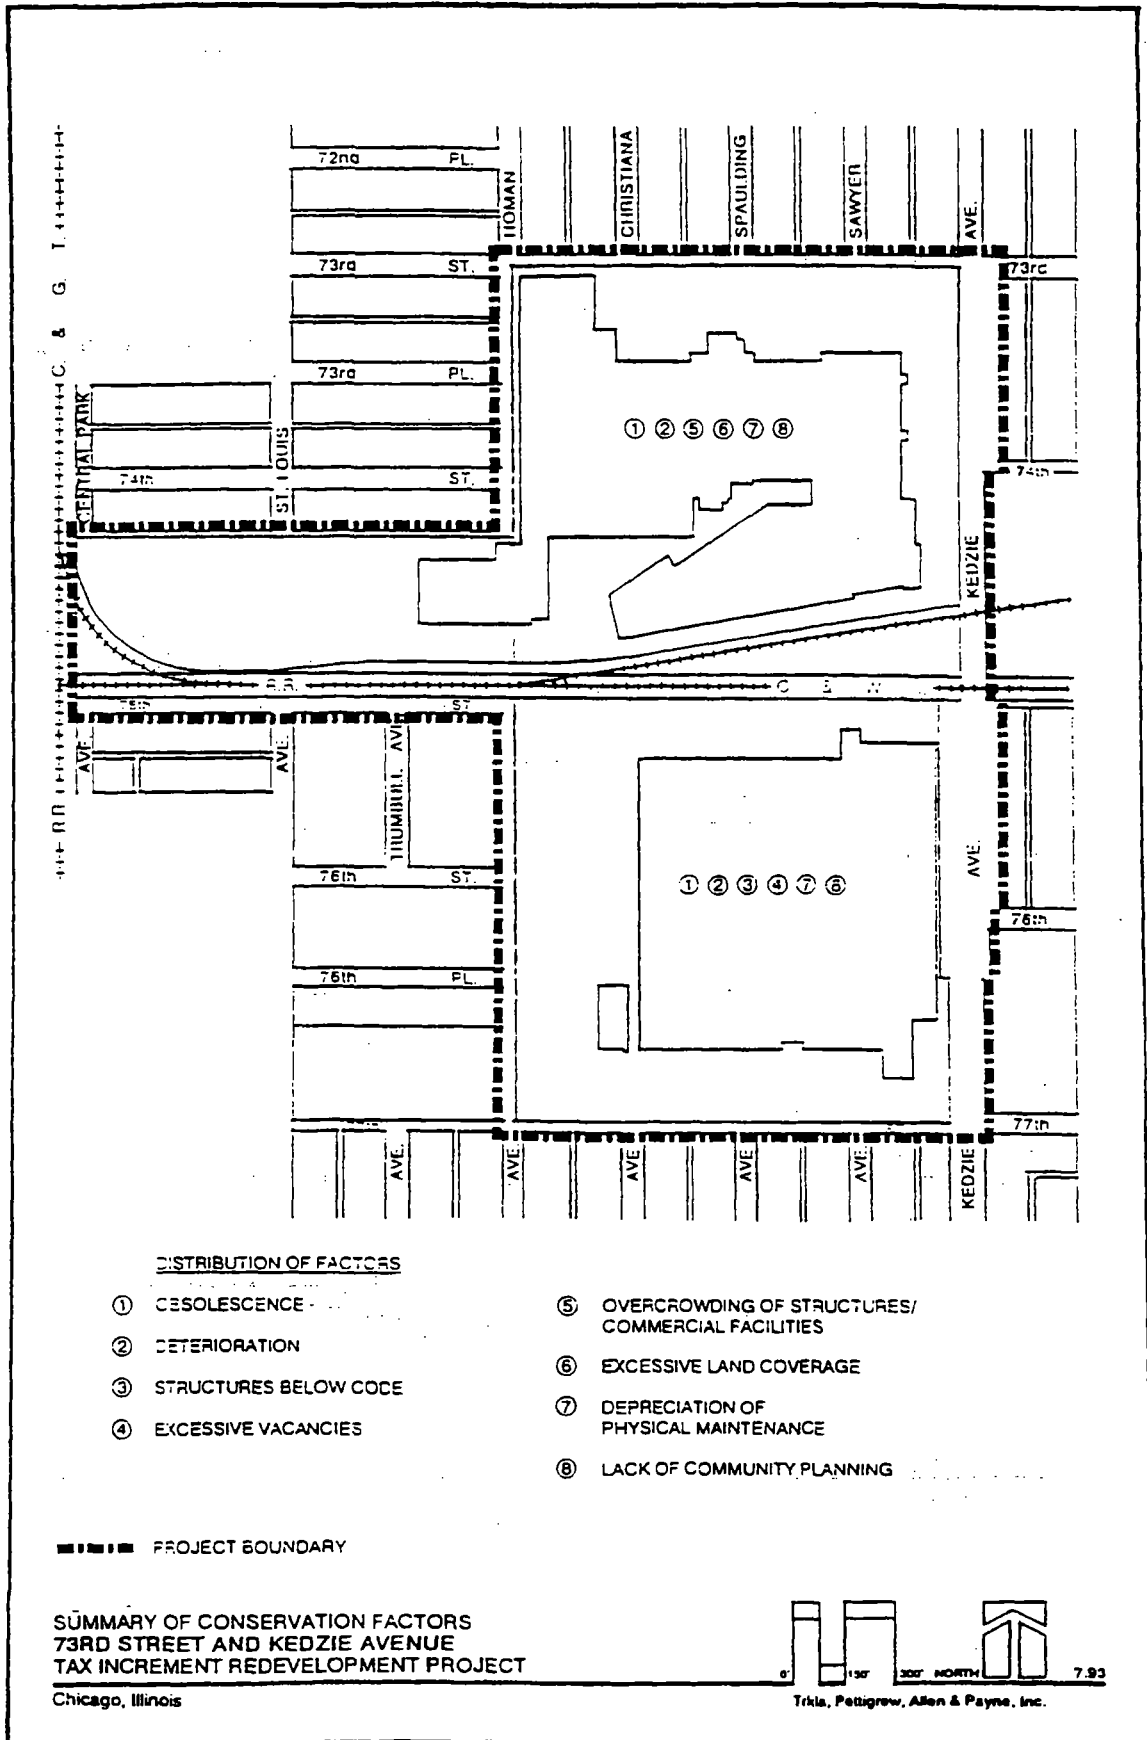 72nd PL.
HOMAN
CHRISTIANA
SPAULDING
SAWYER
AVE.
C. & G. T.
73rd ST.
73rd
73rd PL.
CENTRAL PARK
ST. LOUIS
74th ST.
74th
① ② ⑤ ⑥ ⑦ ⑧
KEDZIE
R.R. C & W
75th ST.
AVE.
AVE.
TRUMBULL AVE.
R.R.
76th ST.
① ② ③ ④ ⑦ ⑧
AVE.
76th
76th PL.
77th
AVE.
AVE.
AVE.
AVE.
AVE.
KEDZIE
DISTRIBUTION OF FACTORS
① OBSOLESCENCE
② DETERIORATION
③ STRUCTURES BELOW CODE
④ EXCESSIVE VACANCIES
⑤ OVERCROWDING OF STRUCTURES/
COMMERCIAL FACILITIES
⑥ EXCESSIVE LAND COVERAGE
⑦ DEPRECIATION OF
PHYSICAL MAINTENANCE
⑧ LACK OF COMMUNITY PLANNING
PROJECT BOUNDARY
SUMMARY OF CONSERVATION FACTORS
73RD STREET AND KEDZIE AVENUE
TAX INCREMENT REDEVELOPMENT PROJECT
0' 150' 300' NORTH 7.93
Chicago, Illinois
Trkla, Pettigrew, Allen & Payne, Inc.